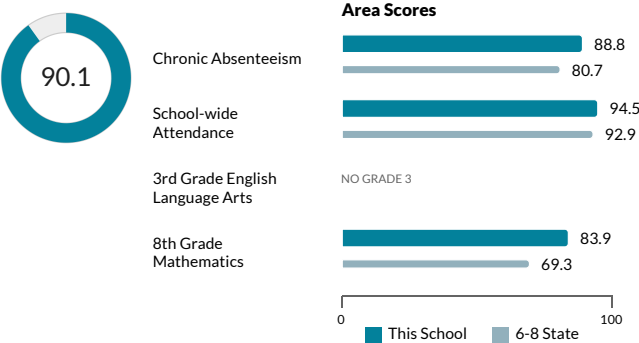 Area Scores
90.1
Chronic Absenteeism
88.8
80.7
School-wide
Attendance
94.5
92.9
3rd Grade English
Language Arts
NO GRADE 3
8th Grade
Mathematics
83.9
69.3
0
100
This School
6-8 State